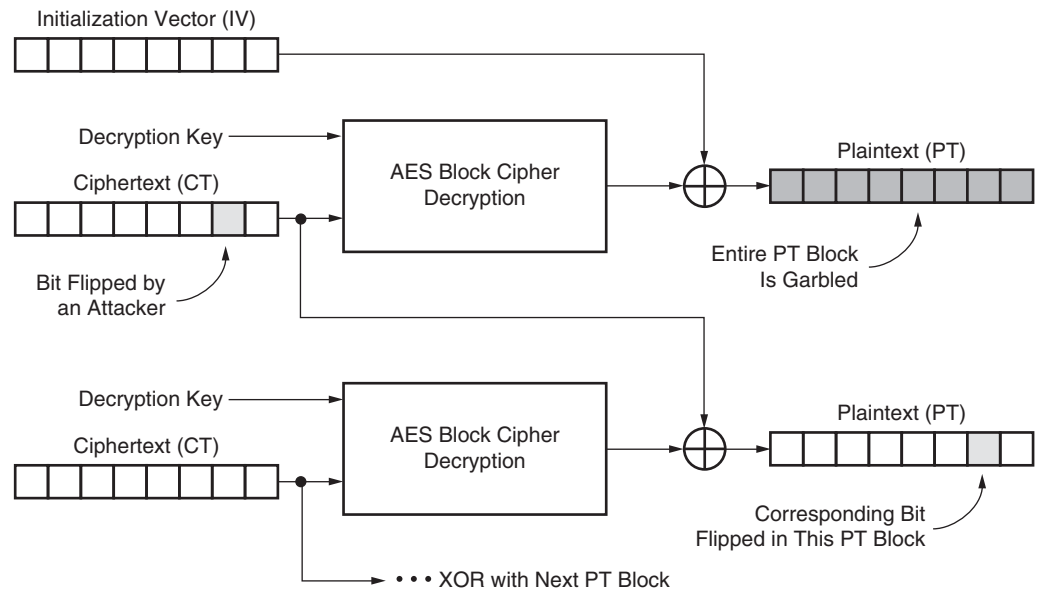 Initialization Vector (IV)
Decryption Key
AES Block Cipher
Decryption
Plaintext (PT)
Ciphertext (CT)
Bit Flipped by
an Attacker
Entire PT Block
Is Garbled
Decryption Key
AES Block Cipher
Decryption
Plaintext (PT)
Ciphertext (CT)
Corresponding Bit
Flipped in This PT Block
• • • XOR with Next PT Block